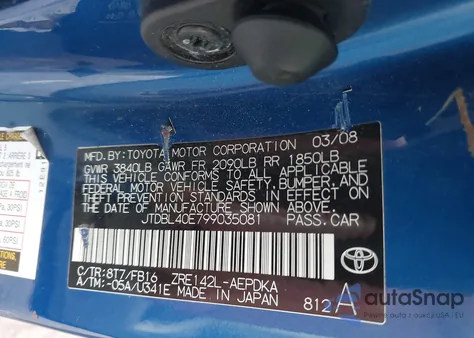 MFD. BY: TOYOTA MOTOR CORPORATION 03/08
GVWR 3840LB GAWR FR 2090LB RR 1850LB
THIS VEHICLE CONFORMS TO ALL APPLICABLE
FEDERAL MOTOR VEHICLE SAFETY, BUMPER, AND
THEFT PREVENTION STANDARDS IN EFFECT ON
THE DATE OF MANUFACTURE SHOWN ABOVE.
JTDBL40E799035081 PASS.CAR
C/TR: 8T7/FB16 ZRE142L-AEPDKA
A/TM: -05A/U341E MADE IN JAPAN 812 A
TOYOTA
autoSnap